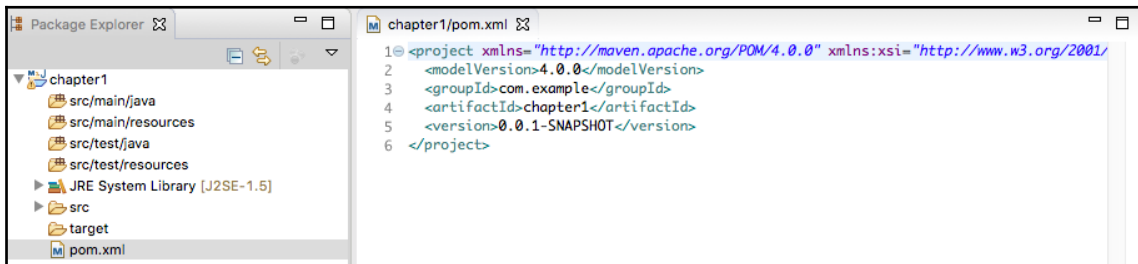 Package Explorer
chapter1
src/main/java
src/main/resources
src/test/java
src/test/resources
JRE System Library [J2SE-1.5]
src
target
pom.xml
chapter1/pom.xml
1 <project xmlns="http://maven.apache.org/POM/4.0.0" xmlns:xsi="http://www.w3.org/2001/
2 <modelVersion>4.0.0</modelVersion>
3 <groupId>com.example</groupId>
4 <artifactId>chapter1</artifactId>
5 <version>0.0.1-SNAPSHOT</version>
6 </project>